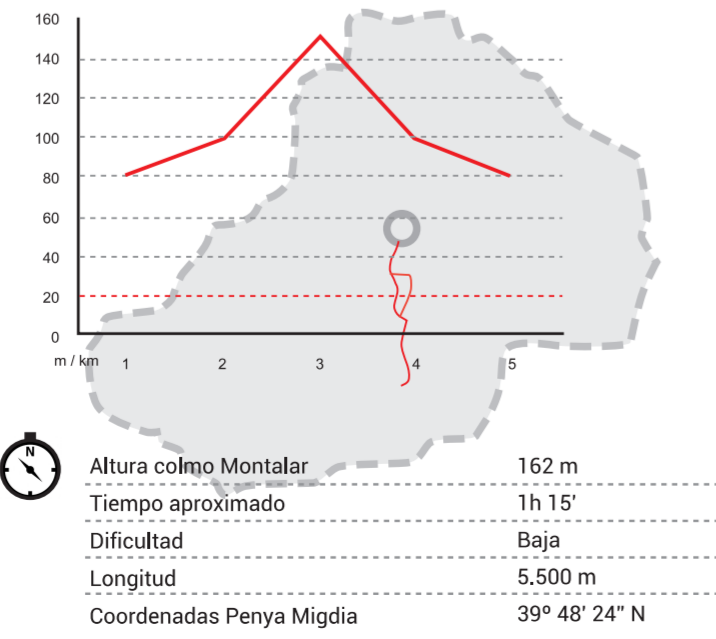 160
140
120
100
80
60
40
20
0
m / km 1 2 3 4 5
N
Altura colmo Montalar 162 m
Tiempo aproximado 1h 15'
Dificultad Baja
Longitud 5.500 m
Coordenadas Penya Migdia 39º 48' 24" N